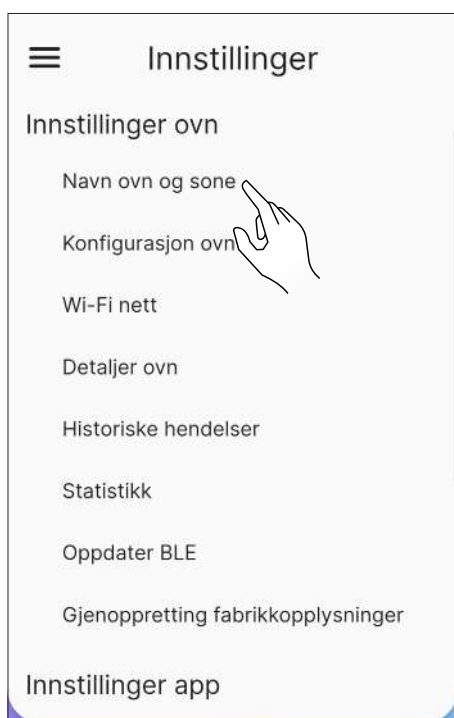 Innstillinger
Innstillinger ovn
Navn ovn og sone
Konfigurasjon ovn
Wi-Fi nett
Detaljer ovn
Historiske hendelser
Statistikk
Oppdater BLE
Gjenoppretting fabrikkopplysninger
Innstillinger app